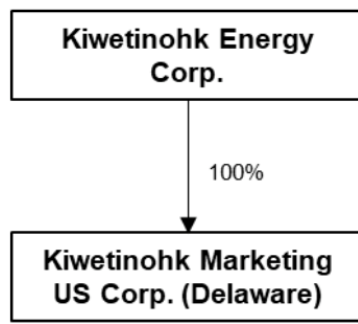 Kiwetinohk Energy
Corp.
100%
Kiwetinohk Marketing
US Corp. (Delaware)